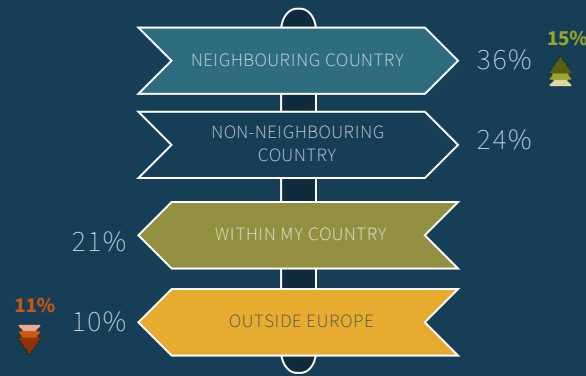 15%
NEIGHBOURING COUNTRY
36%
NON-NEIGHBOURING
COUNTRY
24%
21%
WITHIN MY COUNTRY
11%
10%
OUTSIDE EUROPE